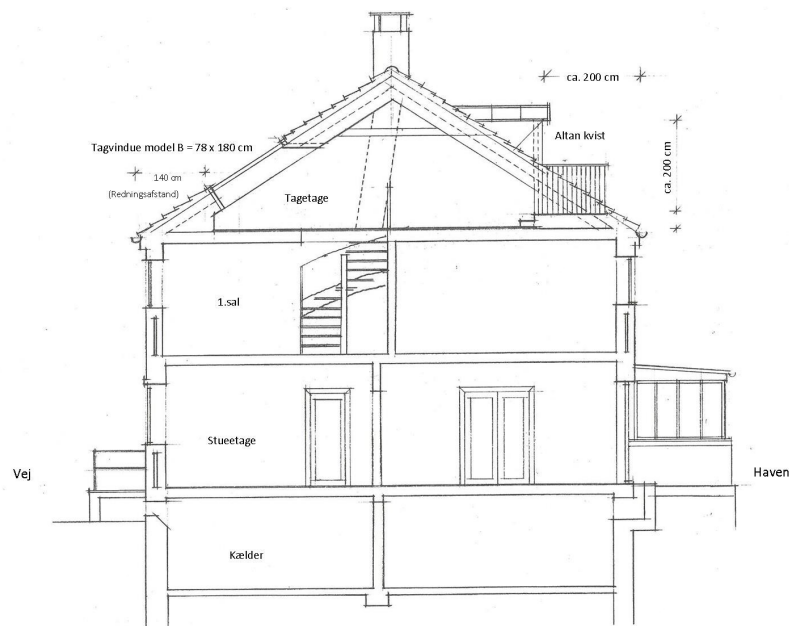 ca. 200 cm
Altan kvist
ca. 200 cm
Tagvindue model B = 78 x 180 cm
140 cm
(Redningsafstand)
Tagetage
1.sal
Stueetage
Vej
Haven
Kælder